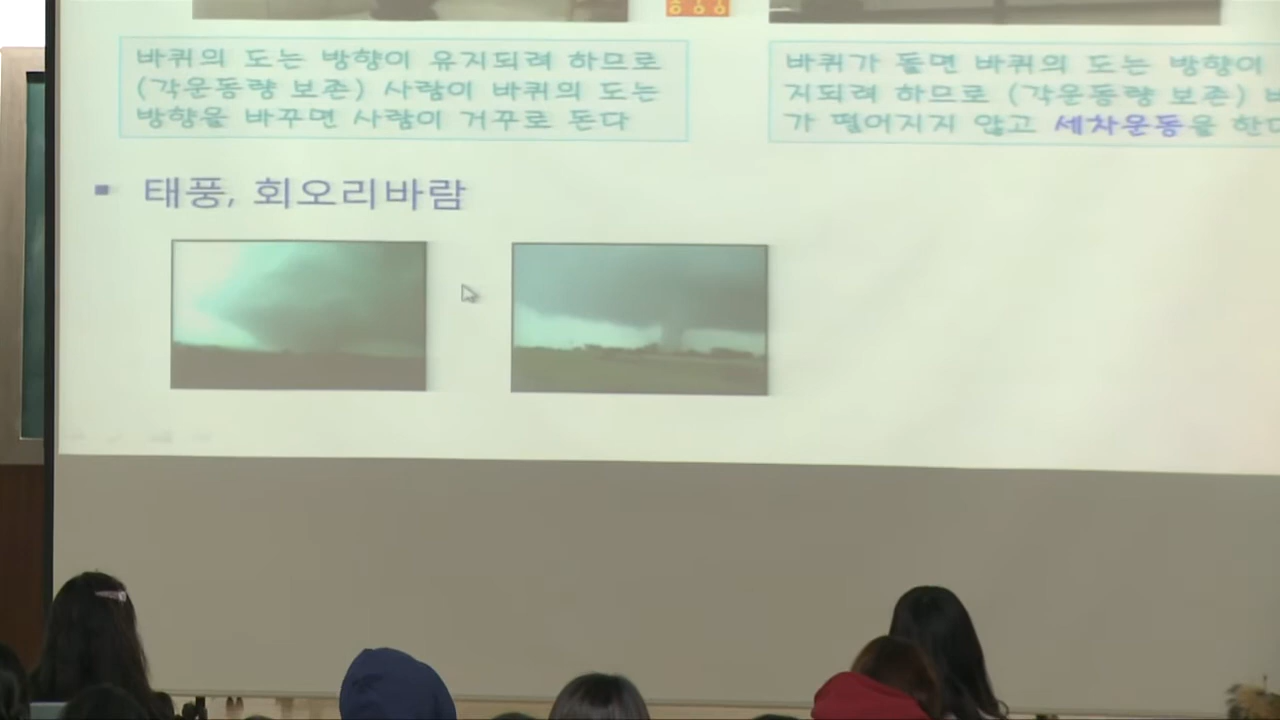 바퀴의 도는 방향이 유지되려 하므로
(각운동량 보존) 사람이 바퀴의 도는
방향을 바꾸면 사람이 거꾸로 돈다
바퀴가 돌면 바퀴의 도는 방향이
지되려 하므로 (각운동량 보존)
가 떨어지지 않고 세차운동을 한다
태풍, 회오리바람